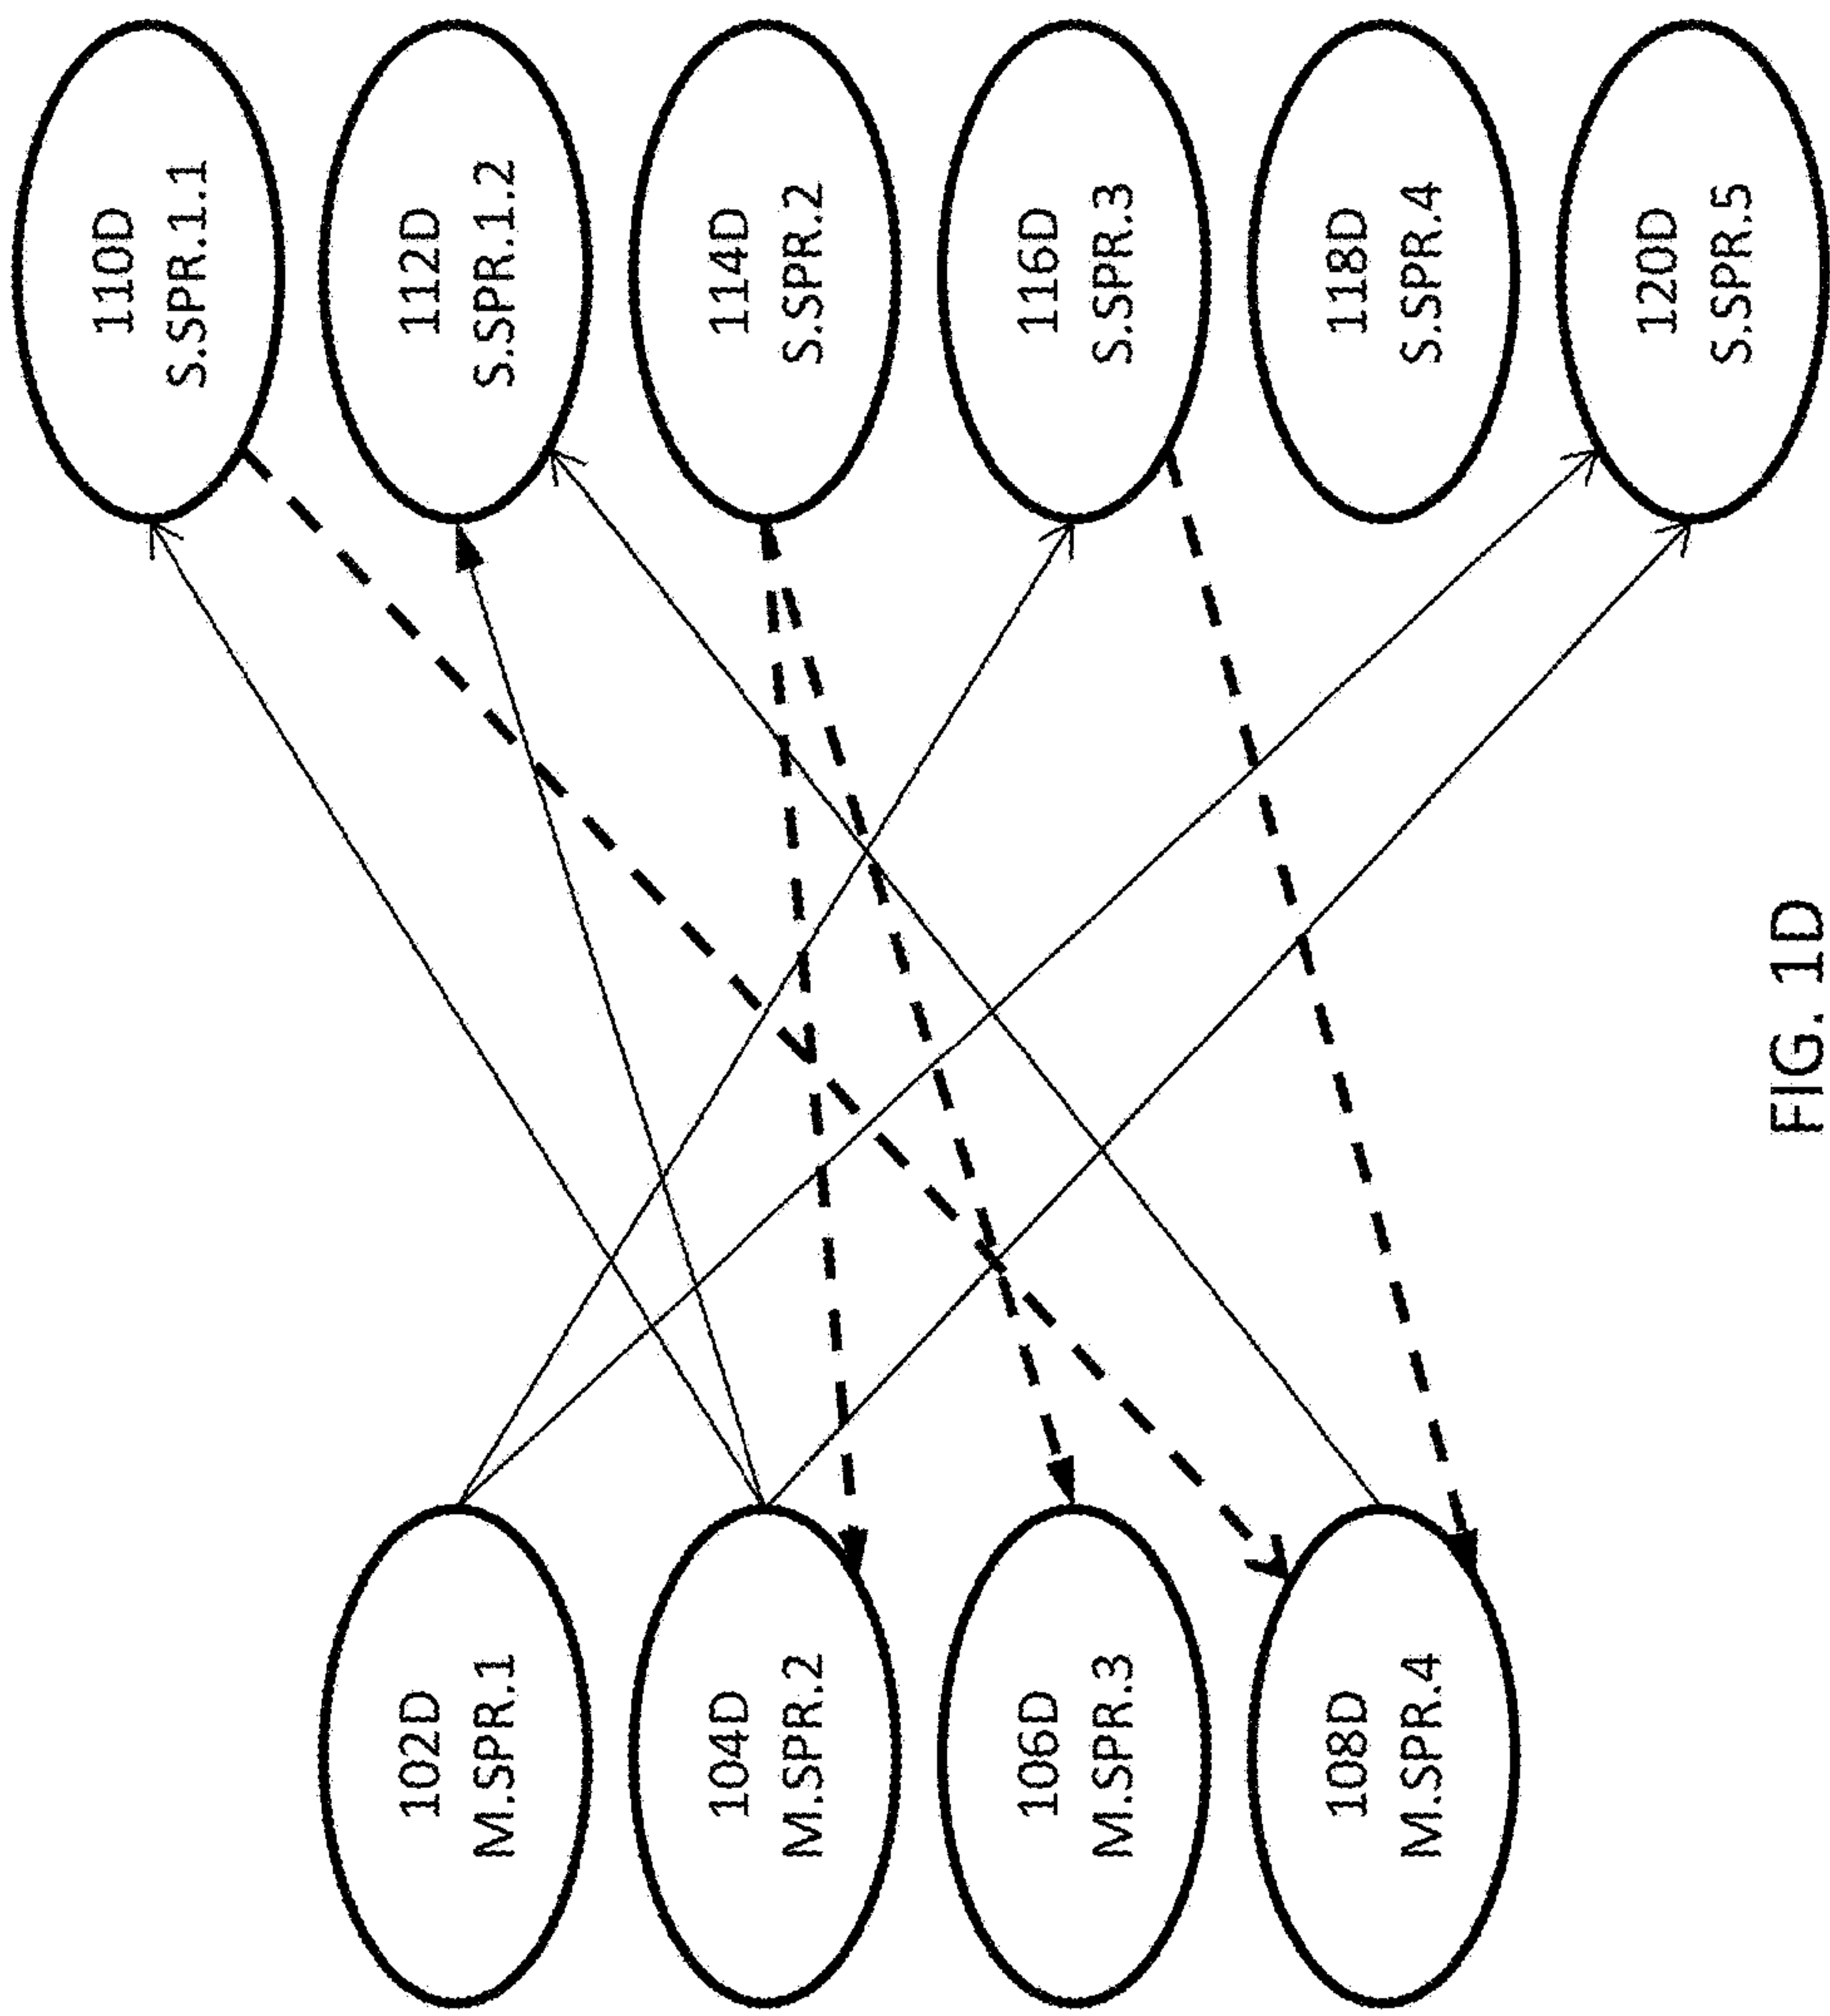 102D
M.SPR.1
104D
M.SPR.2
106D
M.SPR.3
108D
M.SPR.4
110D
S.SPR.1.1
112D
S.SPR.1.2
114D
S.SPR.2
116D
S.SPR.3
118D
S.SPR.4
120D
S.SPR.5
FIG. 1D